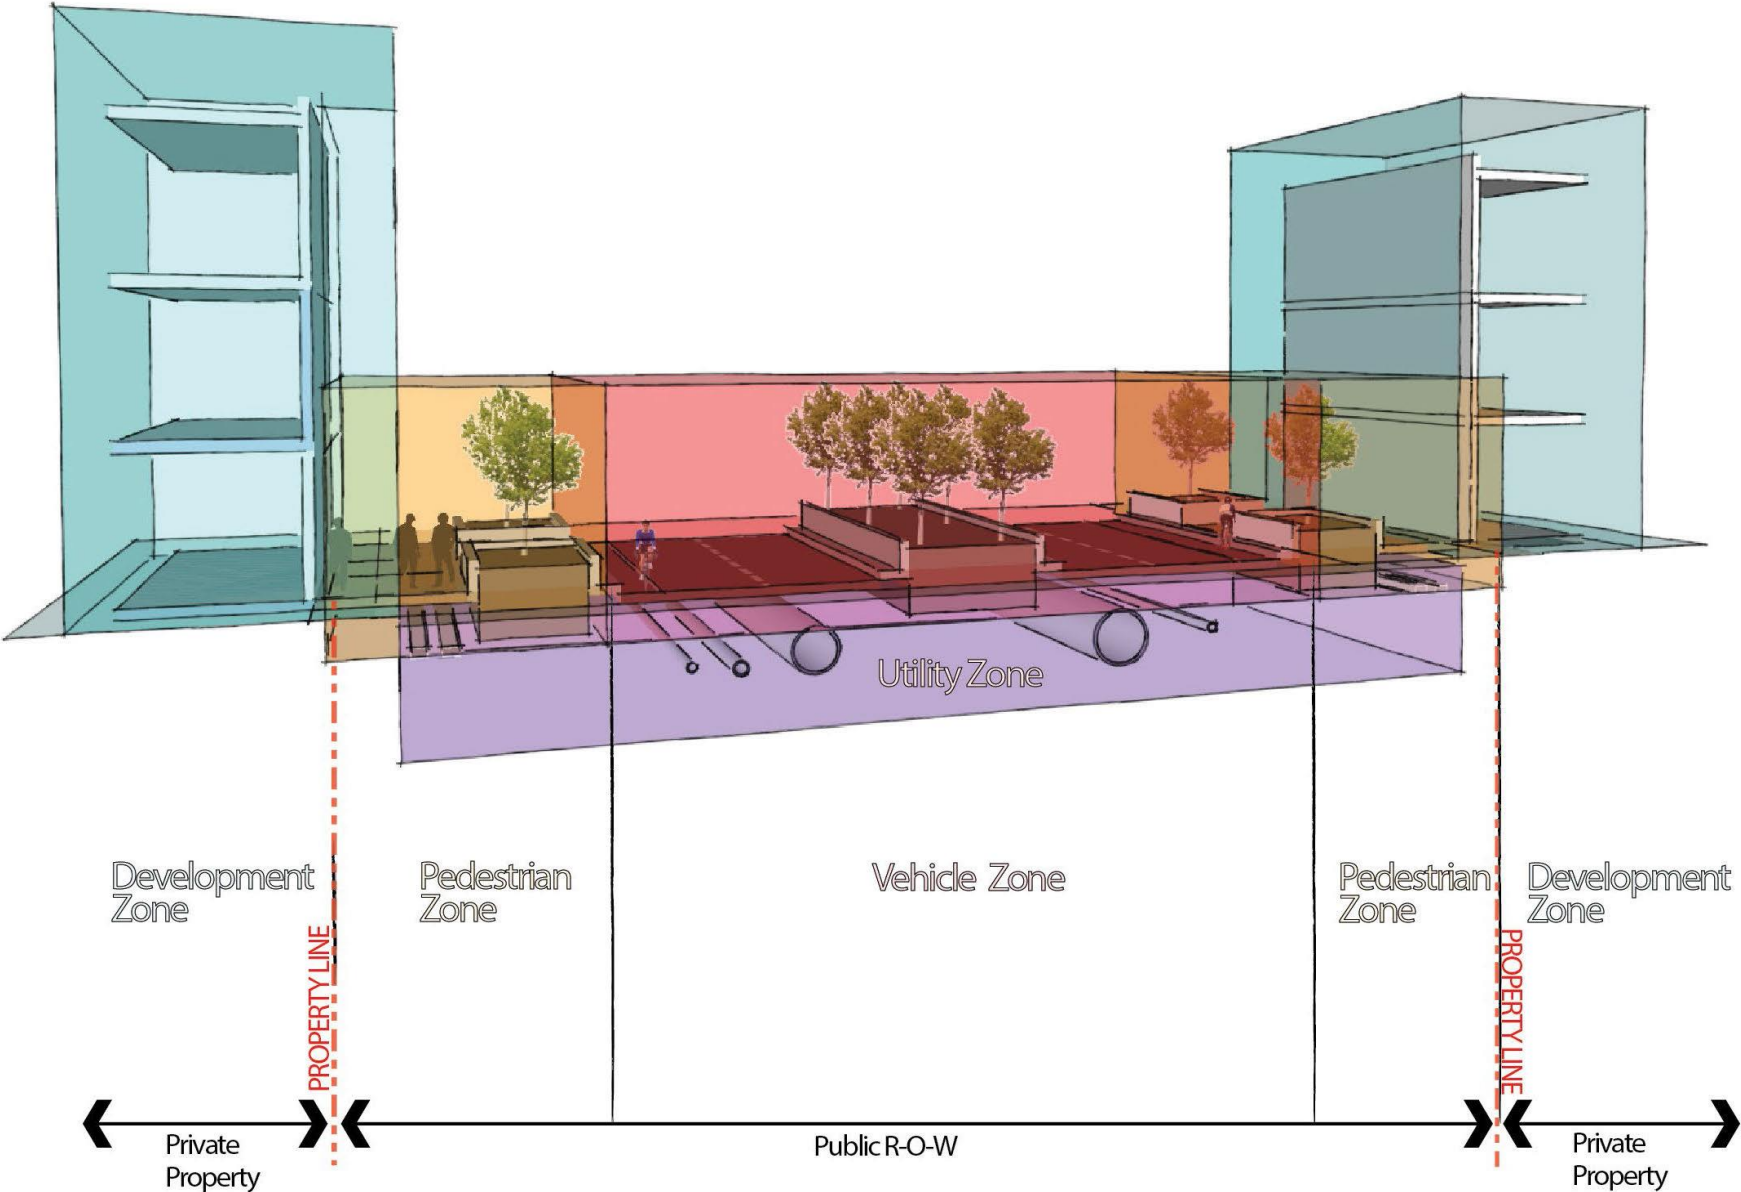 Utility Zone
Development
Zone
Pedestrian
Zone
Vehicle Zone
Pedestrian
Zone
Development
Zone
PROPERTY LINE
PROPERTY LINE
Private
Property
Public R-O-W
Private
Property